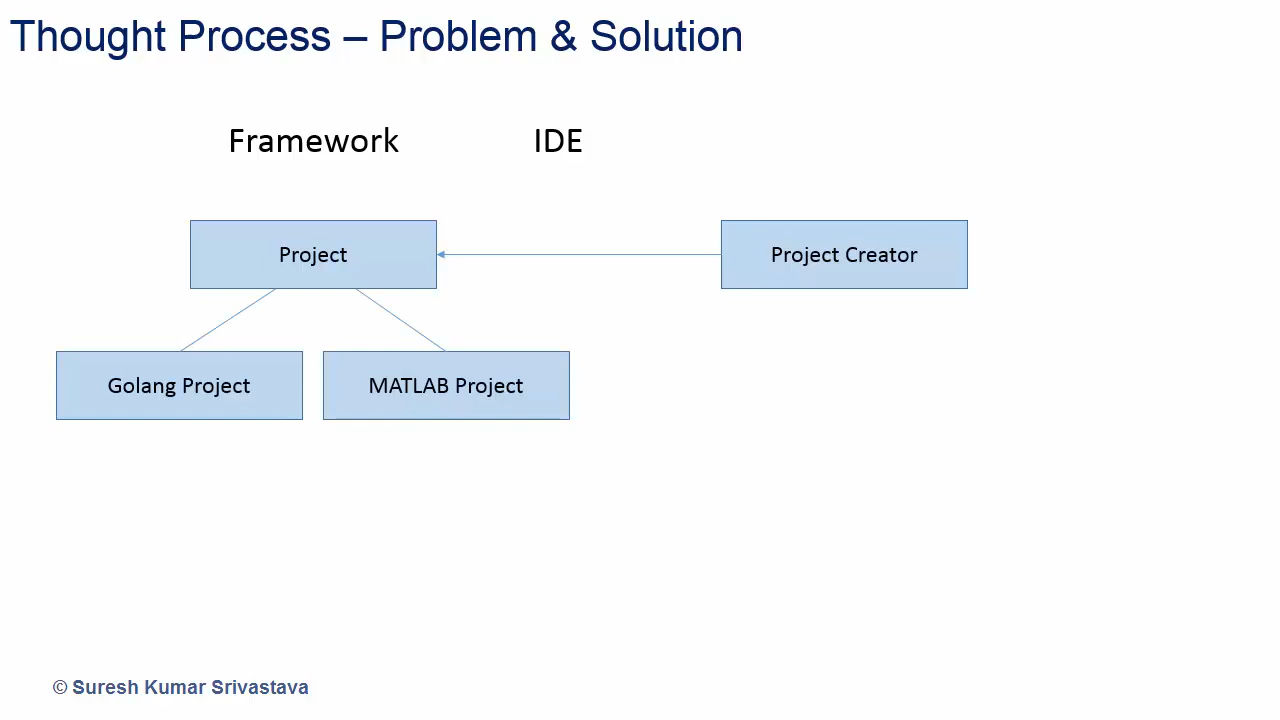 Thought Process – Problem & Solution
Framework
IDE
Project
Project Creator
Golang Project
MATLAB Project
© Suresh Kumar Srivastava